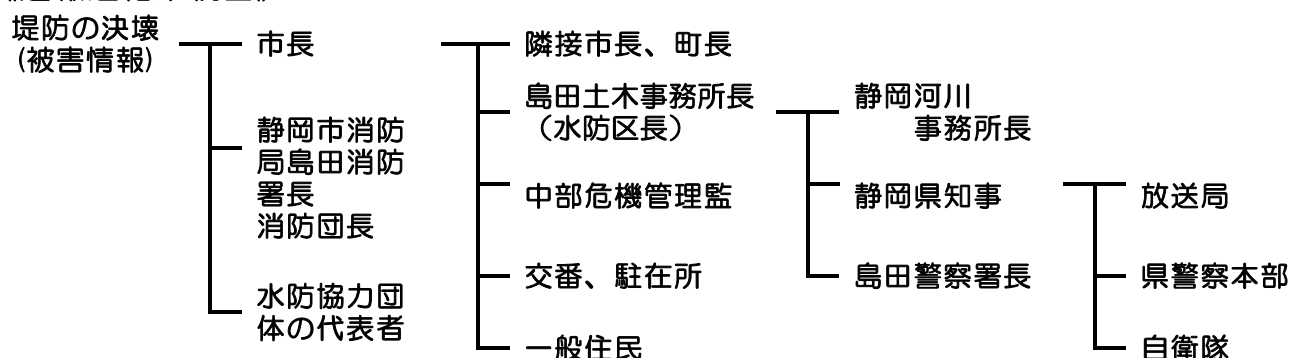 堤防の決壊
(被害情報)
市長
静岡市消防
局島田消防
署長
消防団長
水防協力団
体の代表者
隣接市長、町長
島田土木事務所長
（水防区長）
中部危機管理監
交番、駐在所
一般住民
静岡河川
事務所長
静岡県知事
島田警察署長
放送局
県警察本部
自衛隊